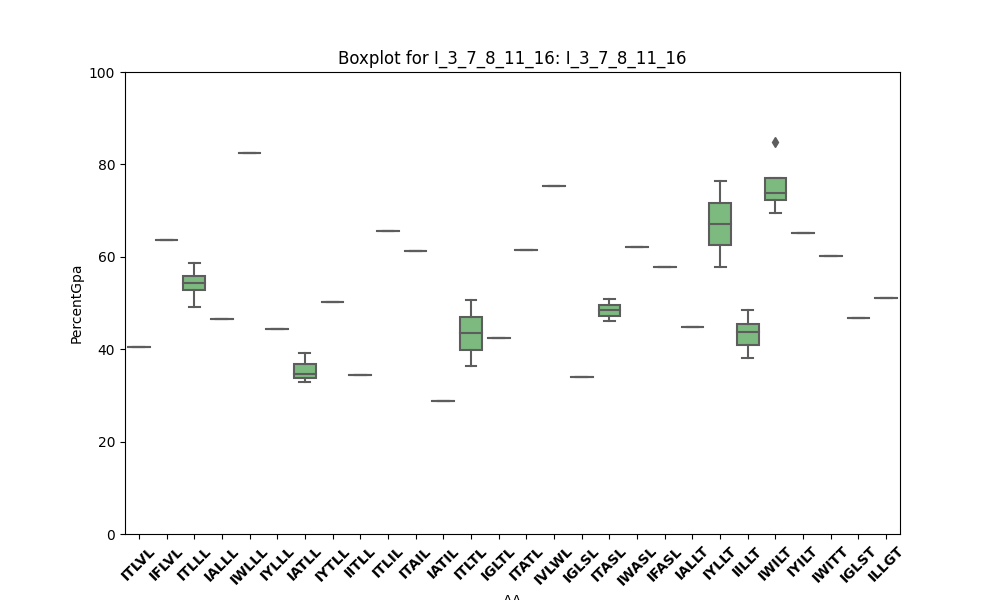 Boxplot for I_3_7_8_11_16: I_3_7_8_11_16
100
80
60
40
20
0
PercentGpa
ITLVL
IFLVL
ITLLL
IALLL
IWLLL
IYLLL
IATLL
IYTLL
IITLL
ITLIL
ITAIL
IATIL
ITLTL
IGLTL
ITATL
IVLWL
IGLSL
ITASL
IWASL
IFASL
IALLT
IYLLT
IILLT
IWILT
IYILT
IWITT
IGLST
ILLGT
AA